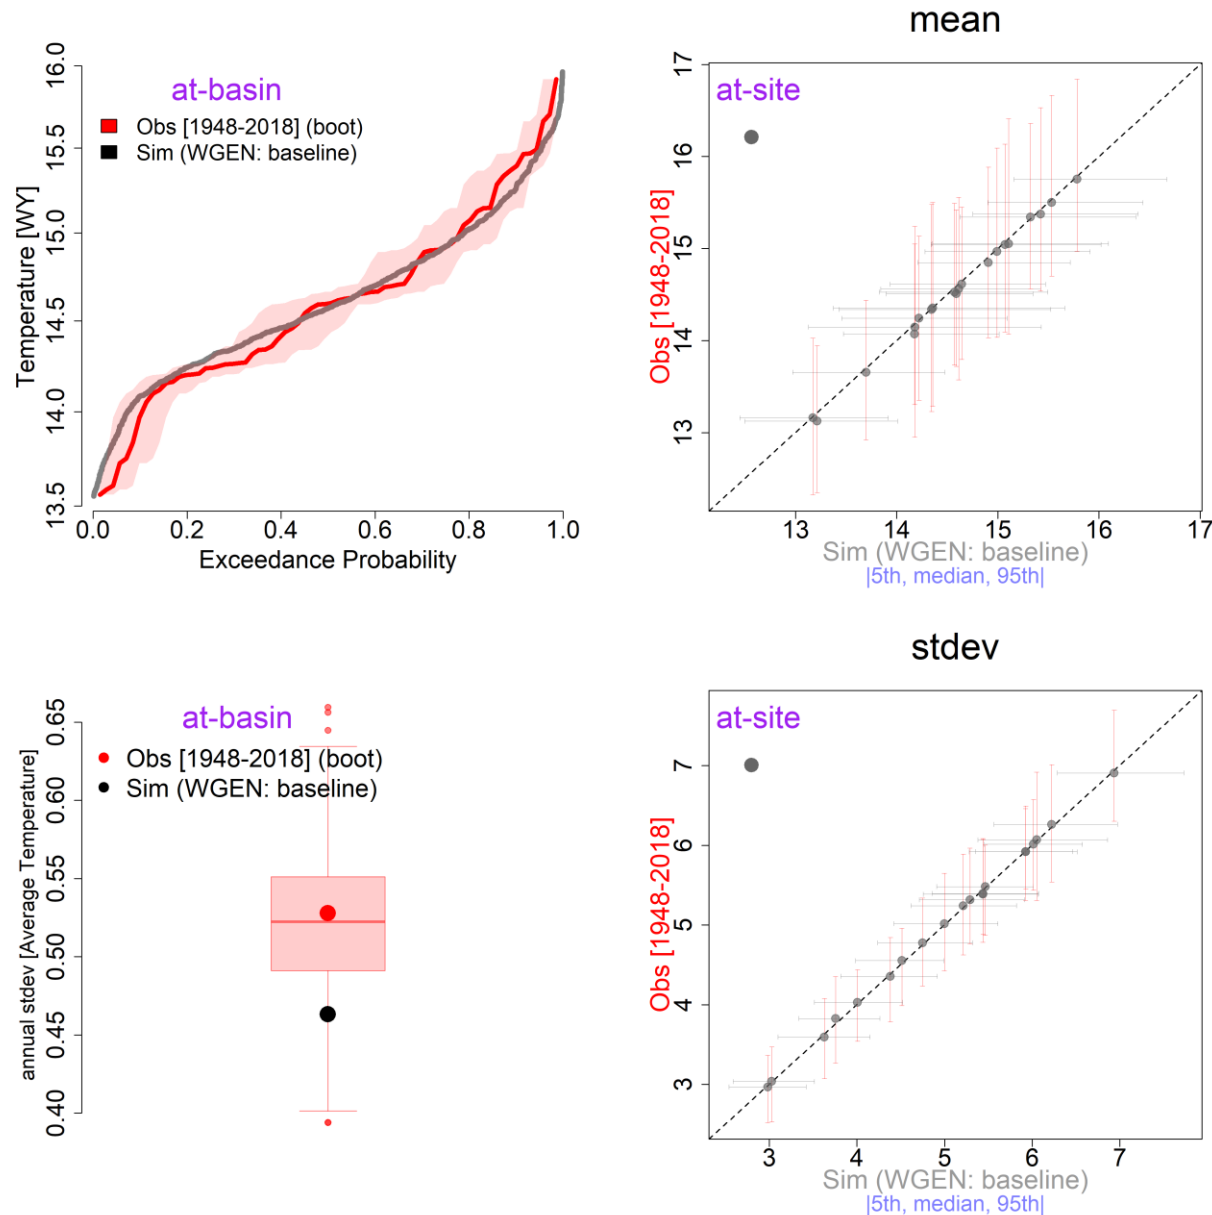 at-basin
Obs [1948-2018] (boot)
Sim (WGEN: baseline)
Temperature [WY]
16.0
15.5
15.0
14.5
14.0
13.5
0.0 0.2 0.4 0.6 0.8 1.0
Exceedance Probability
mean
at-site
Obs [1948-2018]
17
16
15
14
13
13 14 15 16 17
Sim (WGEN: baseline)
|5th, median, 95th|
at-basin
Obs [1948-2018] (boot)
Sim (WGEN: baseline)
annual stdev [Average Temperature]
0.65
0.60
0.55
0.50
0.45
0.40
stdev
at-site
Obs [1948-2018]
7
6
5
4
3
3 4 5 6 7
Sim (WGEN: baseline)
|5th, median, 95th|